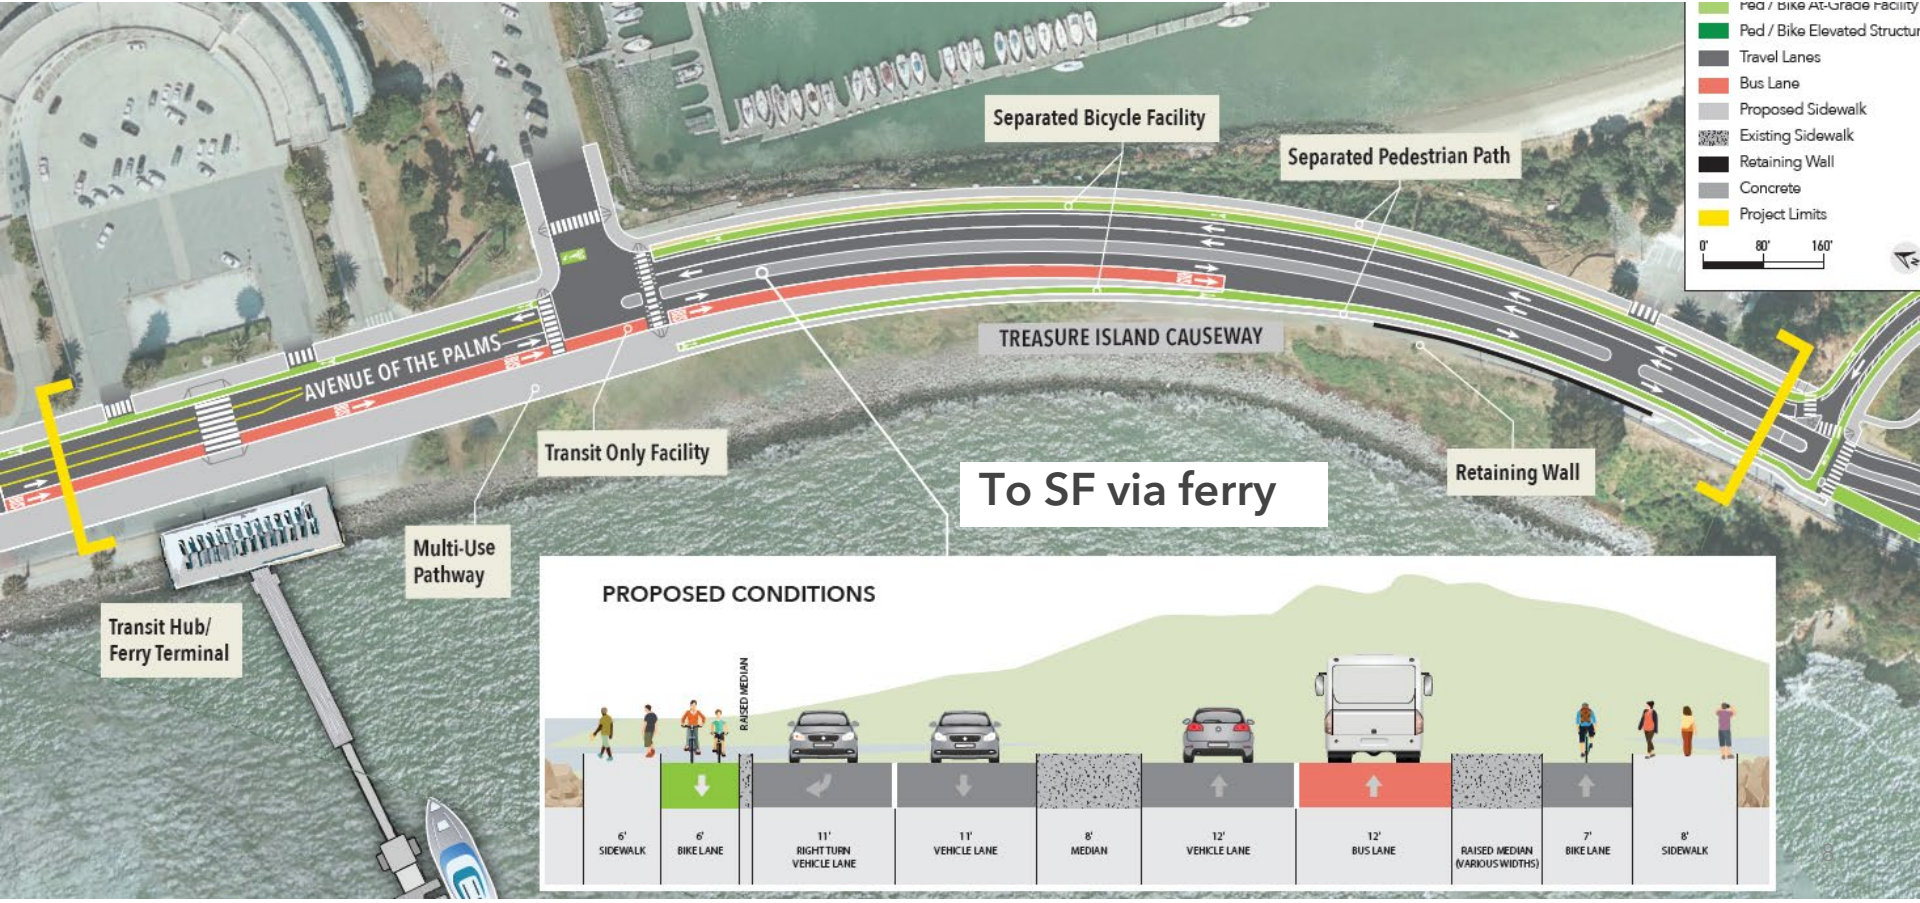 Ped / Bike At-Grade Facility
Ped / Bike Elevated Structur
Travel Lanes
Bus Lane
Proposed Sidewalk
Existing Sidewalk
Retaining Wall
Concrete
Project Limits
0' 80' 160'
N
Separated Bicycle Facility
Separated Pedestrian Path
AVENUE OF THE PALMS
TREASURE ISLAND CAUSEWAY
Transit Only Facility
Retaining Wall
To SF via ferry
Multi-Use
Pathway
Transit Hub/
Ferry Terminal
PROPOSED CONDITIONS
RAISED MEDIAN
6'
SIDEWALK
6'
BIKE LANE
11'
RIGHT TURN
VEHICLE LANE
11'
VEHICLE LANE
8'
MEDIAN
12'
VEHICLE LANE
12'
BUS LANE
RAISED MEDIAN
(VARIOUS WIDTHS)
7'
BIKE LANE
8'
SIDEWALK
8